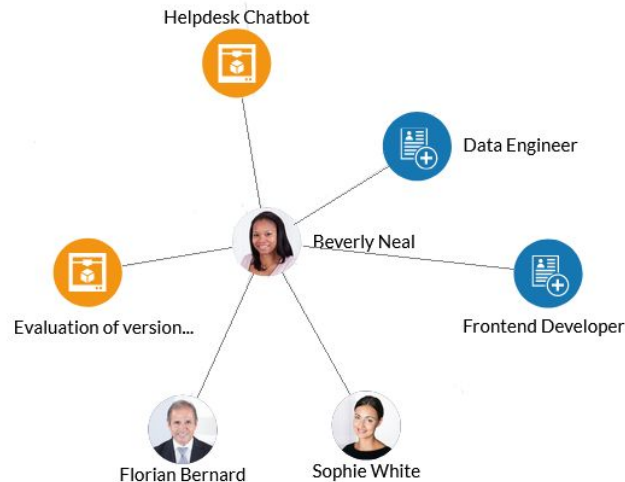 Helpdesk Chatbot
Data Engineer
Beverly Neal
Evaluation of version...
Frontend Developer
Florian Bernard
Sophie White